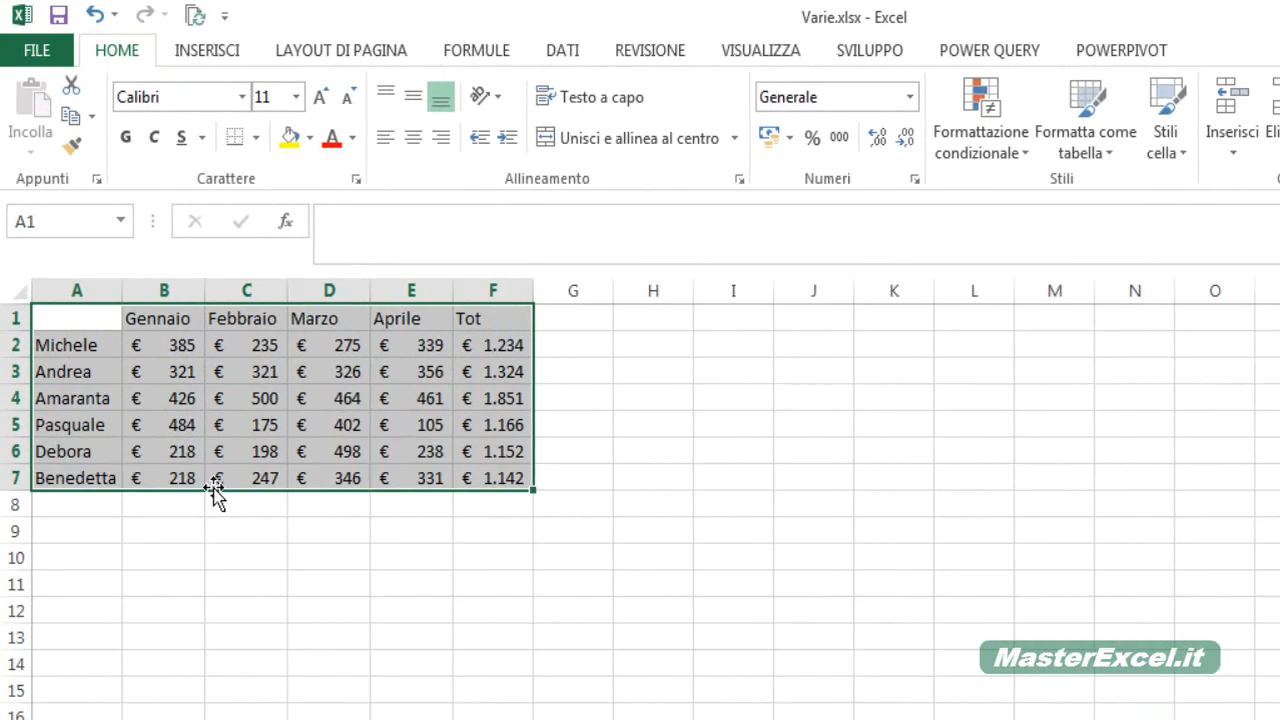 Varie.xlsx - Excel
FILE HOME INSERISCI LAYOUT DI PAGINA FORMULE DATI REVISIONE VISUALIZZA SVILUPPO POWER QUERY POWERPIVOT
Calibri 11 Testo a capo Generale
Incolla G C S A Unisci e allinea al centro % 000 Formattazione condizionale Formatta come tabella Stili cella Inserisci
Appunti Carattere Allineamento Numeri Stili
A1 fx
A B C D E F G H I J K L M N O
1 Gennaio Febbraio Marzo Aprile Tot
2 Michele € 385 € 235 € 275 € 339 € 1.234
3 Andrea € 321 € 321 € 326 € 356 € 1.324
4 Amaranta € 426 € 500 € 464 € 461 € 1.851
5 Pasquale € 484 € 175 € 402 € 105 € 1.166
6 Debora € 218 € 198 € 498 € 238 € 1.152
7 Benedetta € 218 € 247 € 346 € 331 € 1.142
8
9
10
11
12
13
14
MasterExcel.it
15
16